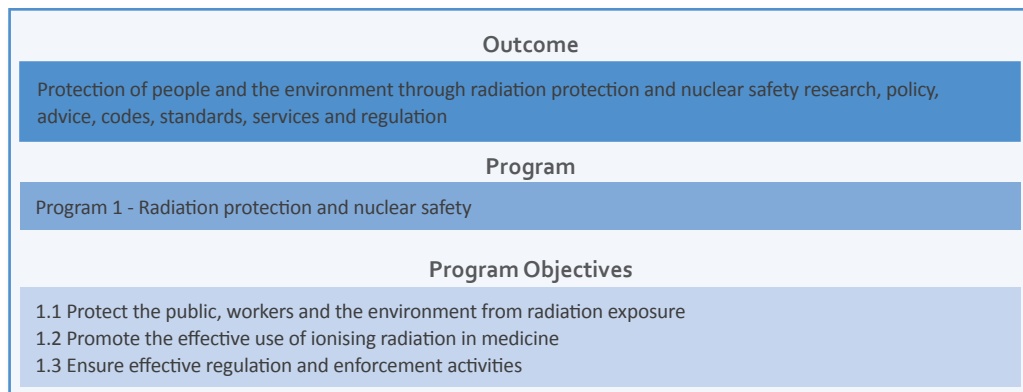 Outcome
Protection of people and the environment through radiation protection and nuclear safety research, policy,
advice, codes, standards, services and regulation
Program
Program 1 - Radiation protection and nuclear safety
Program Objectives
1.1 Protect the public, workers and the environment from radiation exposure
1.2 Promote the effective use of ionising radiation in medicine
1.3 Ensure effective regulation and enforcement activities